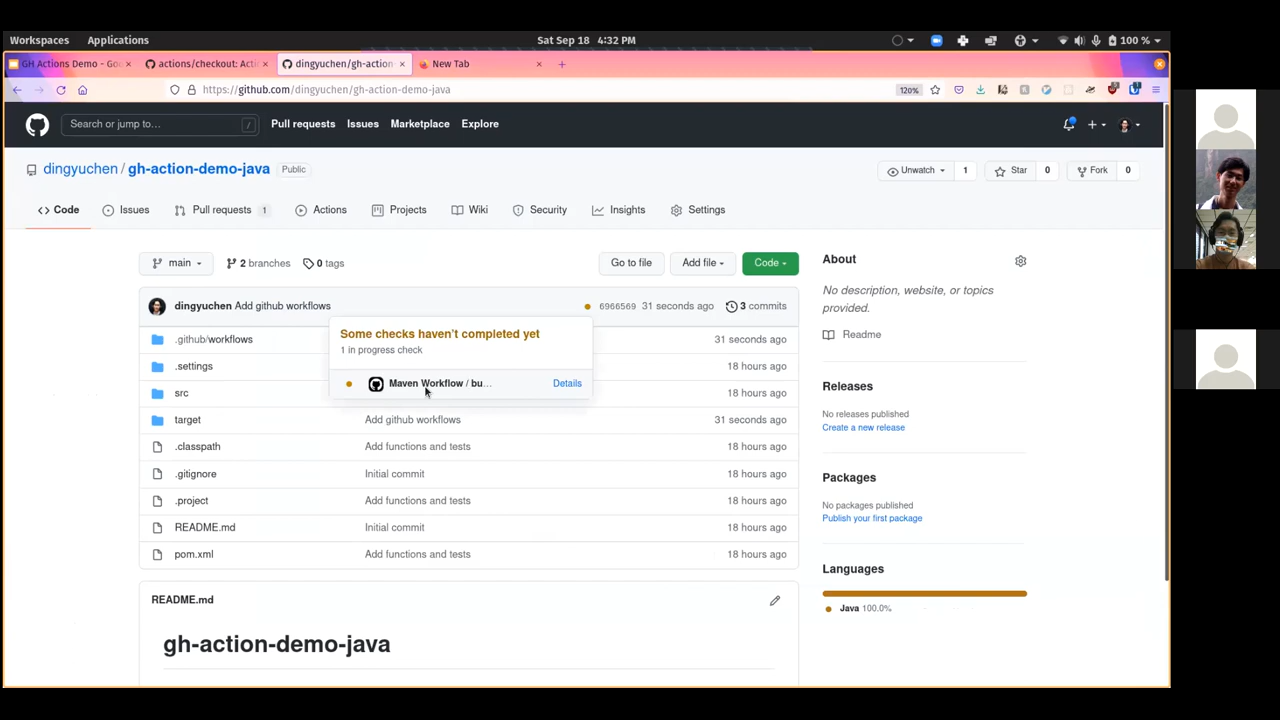 Workspaces Applications Sat Sep 18 4:32 PM 100 %
GH Actions Demo - Goo actions/checkout: Action dingyuchen/gh-action- New Tab
https://github.com/dingyuchen/gh-action-demo-java 120%
Search or jump to... / Pull requests Issues Marketplace Explore
dingyuchen / gh-action-demo-java Public Unwatch 1 Star 0 Fork 0
Code Issues Pull requests 1 Actions Projects Wiki Security Insights Settings
main 2 branches 0 tags Go to file Add file Code
dingyuchen Add github workflows 6966569 31 seconds ago 3 commits
Some checks haven't completed yet
1 in progress check
Maven Workflow / bu... Details
.github/workflows 31 seconds ago
.settings 18 hours ago
src 18 hours ago
target Add github workflows 31 seconds ago
.classpath Add functions and tests 18 hours ago
.gitignore Initial commit 18 hours ago
.project Add functions and tests 18 hours ago
README.md Initial commit 18 hours ago
pom.xml Add functions and tests 18 hours ago
README.md
gh-action-demo-java
About
No description, website, or topics
provided.
Readme
Releases
No releases published
Create a new release
Packages
No packages published
Publish your first package
Languages
Java 100.0%